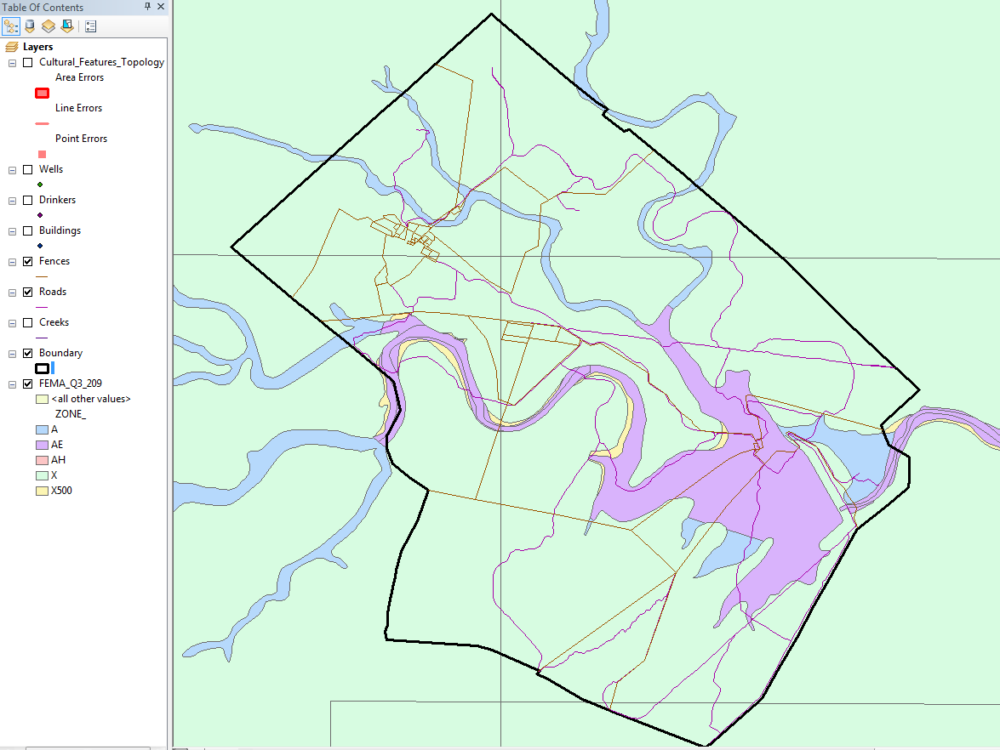 Table Of Contents
Layers
Cultural_Features_Topology
Area Errors
Line Errors
Point Errors
Wells
Drinkers
Buildings
Fences
Roads
Creeks
Boundary
FEMA_Q3_209
<all other values>
ZONE_
A
AE
AH
X
X500